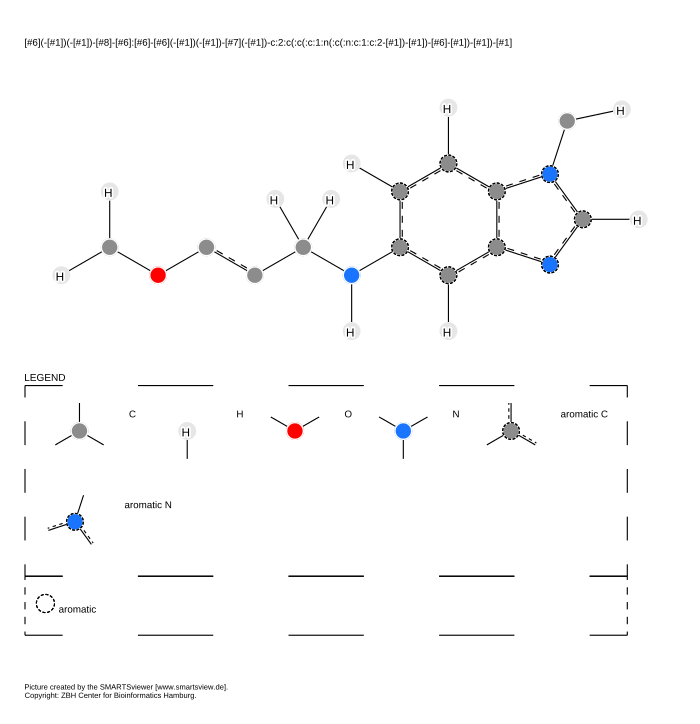 [#6](-[#1])(-[#1])-[#8]-[#6]:[#6]-[#6](-[#1])(-[#1])-[#7](-[#1])-c:2:c(:c(:c:1:n(:c(:n:c:1:c:2-[#1])-[#1])-[#6]-[#1])-[#1])-[#1]
H
H
H
H
H
H
H
H
H
H
H
LEGEND
C
H
H
O
N
aromatic C
aromatic N
aromatic
Picture created by the SMARTSviewer [www.smartsview.de].
Copyright: ZBH Center for Bioinformatics Hamburg.